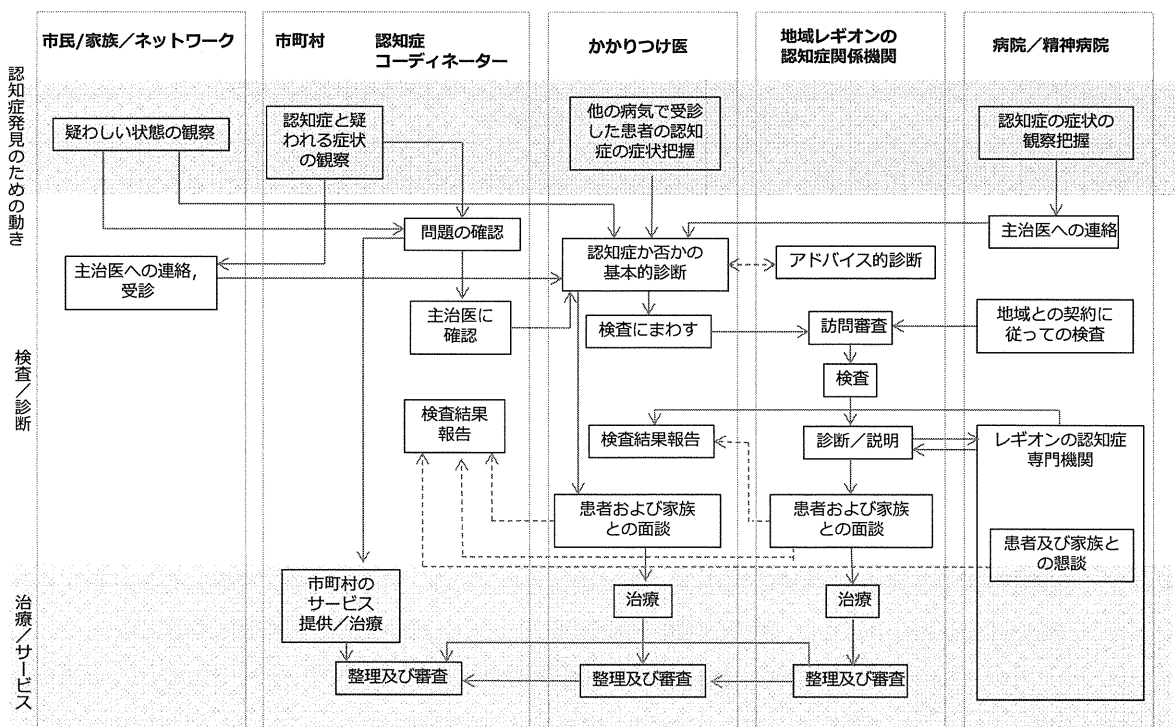 市民/家族／ネットワーク
市町村
認知症
コーディネーター
かかりつけ医
地域レギオンの
認知症関係機関
病院／精神病院
認知症発見のための動き
疑わしい状態の観察
認知症と疑
われる症状
の観察
他の病気で受診
した患者の認知
症の症状把握
認知症の症状の
観察把握
問題の確認
主治医への連絡
主治医への連絡,
受診
認知症か否かの
基本的診断
アドバイス的診断
検査／診断
主治医に
確認
検査にまわす
訪問審査
地域との契約に
従っての検査
検査
検査結果
報告
検査結果報告
診断／説明
レギオンの認知症
専門機関
患者および家族
との面談
患者および家族
との面談
患者及び家族と
の懇談
治療／サービス
市町村の
サービス
提供／治療
治療
治療
整理及び審査
整理及び審査
整理及び審査